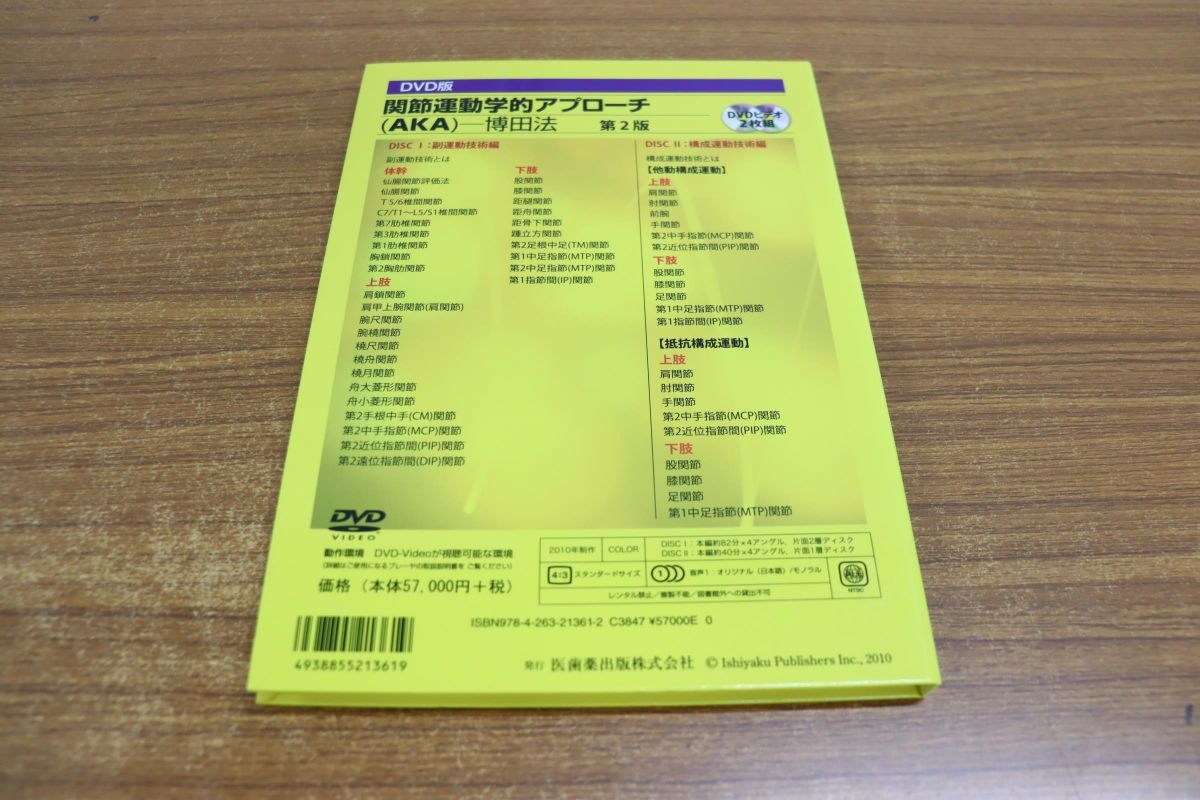 DVD版
関節運動学的アプローチ
(AKA)—博田法 第2版
DVDビデオ
2枚組
DISC I：副運動技術編
副運動技術とは
体幹
仙腸関節評価法
仙腸関節
T 5/6椎間関節
C7/T1～L5/S1椎間関節
第7肋椎関節
第3肋椎関節
第1肋椎関節
胸鎖関節
第2胸肋関節
上肢
肩鎖関節
肩甲上腕関節(肩関節)
腕尺関節
腕橈関節
橈尺関節
橈舟関節
橈月関節
舟大菱形関節
舟小菱形関節
第2手根中手(CM)関節
第2中手指節(MCP)関節
第2近位指節間(PIP)関節
第2遠位指節間(DIP)関節
下肢
股関節
膝関節
距腿関節
距舟関節
距骨下関節
踵立方関節
第2足根中足(TM)関節
第1中足指節(MTP)関節
第2中足指節(MTP)関節
第1指節間(IP)関節
DISC II：構成運動技術編
構成運動技術とは
【他動構成運動】
上肢
肩関節
肘関節
前腕
手関節
第2中手指節(MCP)関節
第2近位指節間(PIP)関節
下肢
股関節
膝関節
足関節
第1中足指節(MTP)関節
第1指節間(IP)関節
【抵抗構成運動】
上肢
肩関節
肘関節
手関節
第2中手指節(MCP)関節
第2近位指節間(PIP)関節
下肢
股関節
膝関節
足関節
第1中足指節(MTP)関節
DVD
VIDEO
動作環境 DVD-Videoが視聴可能な環境
(詳細はご使用になるプレーヤの取扱説明書を ご覧ください)
価格 （本体57,000円＋税）
2010年制作 COLOR
DISC I：本編約82分×4アングル、片面2層ディスク
DISC II：本編約40分×4アングル、片面1層ディスク
4:3 スタンダードサイズ
1 音声1：オリジナル（日本語）/モノラル
レンタル禁止／複製不能／図書館外への貸出不可
ISBN978-4-263-21361-2 C3847 ¥57000E 0
4938855213619
発行 医歯薬出版株式会社 © Ishiyaku Publishers Inc., 2010